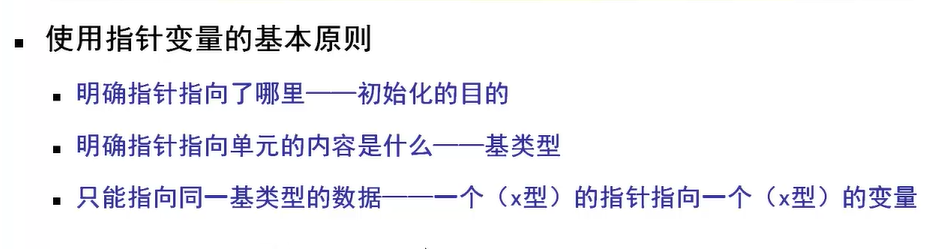 使用指针变量的基本原则
明确指针指向了哪里——初始化的目的
明确指针指向单元的内容是什么——基类型
只能指向同一基类型的数据——一个（x型）的指针指向一个（x型）的变量